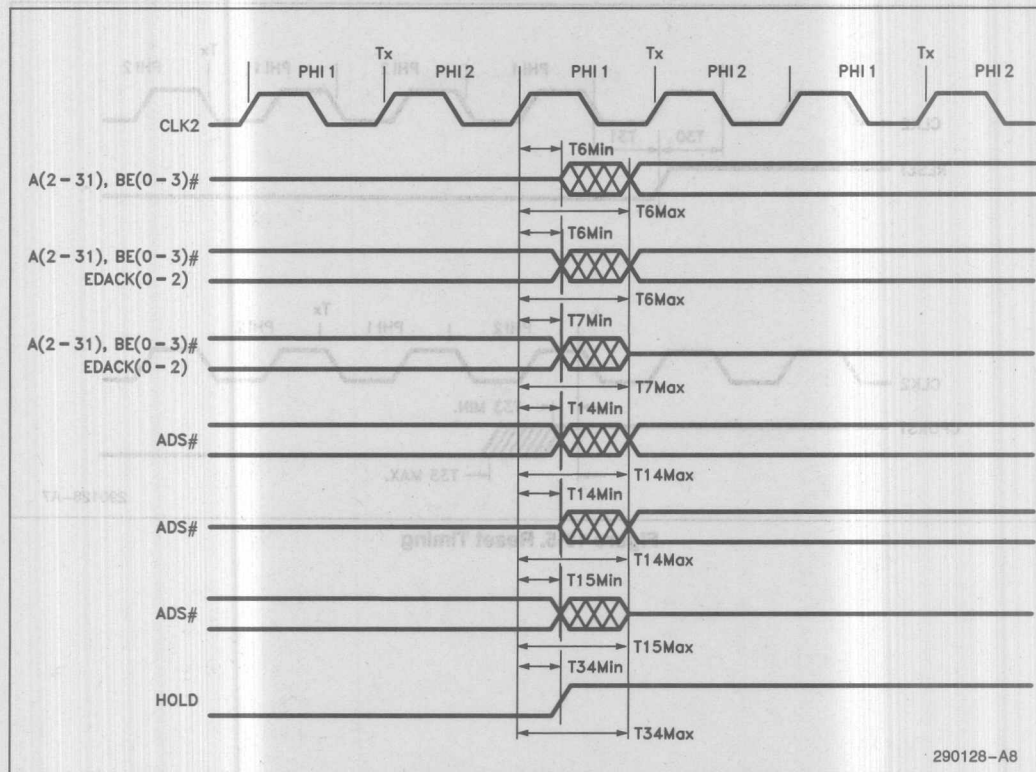 Tx Tx Tx
PHI 1 PHI 2 PHI 1 PHI 2 PHI 1 PHI 2
CLK2
T6Min
A(2-31), BE(0-3)#
T6Max
T6Min
A(2-31), BE(0-3)#
EDACK(0-2)
T6Max
T7Min
A(2-31), BE(0-3)#
EDACK(0-2)
T7Max
T14Min
ADS#
T14Max
T14Min
ADS#
T14Max
T15Min
ADS#
T15Max
T34Min
HOLD
T34Max
290128-A8